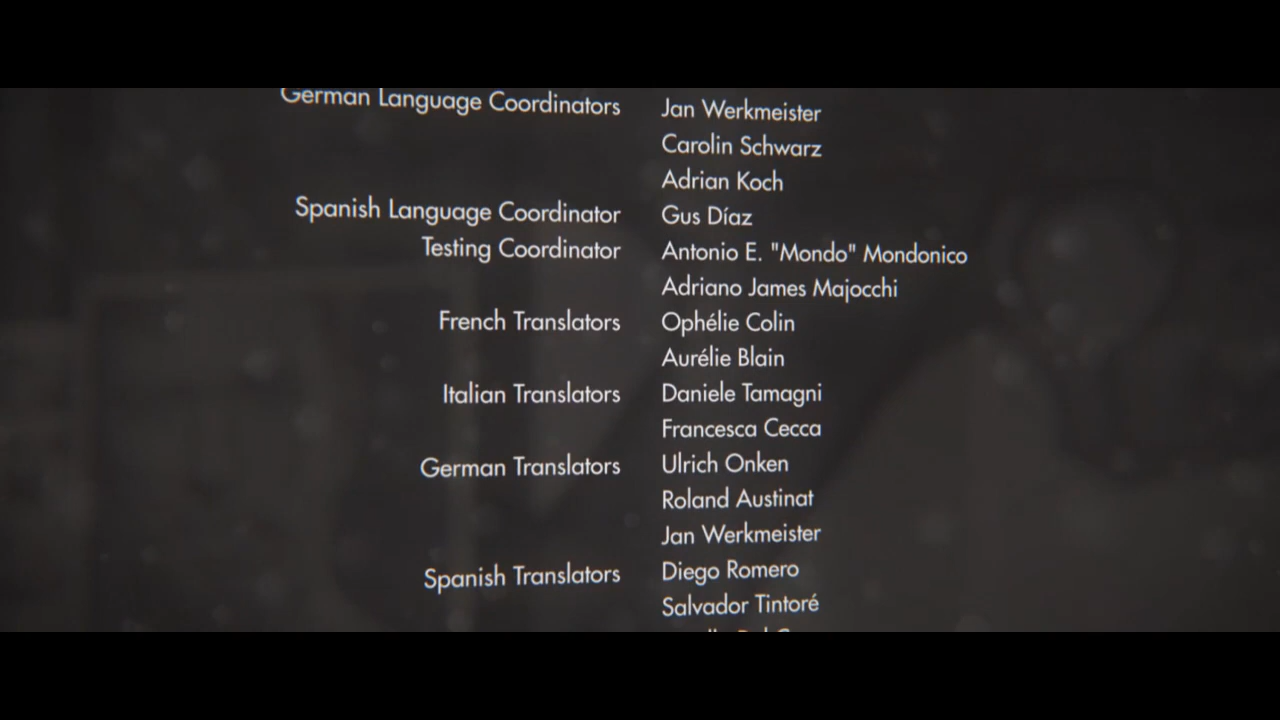 German Language Coordinators Jan Werkmeister
Carolin Schwarz
Adrian Koch
Spanish Language Coordinator Gus Díaz
Testing Coordinator Antonio E. "Mondo" Mondonico
Adriano James Majocchi
French Translators Ophélie Colin
Aurélie Blain
Italian Translators Daniele Tamagni
Francesca Cecca
German Translators Ulrich Onken
Roland Austinat
Jan Werkmeister
Spanish Translators Diego Romero
Salvador Tintoré